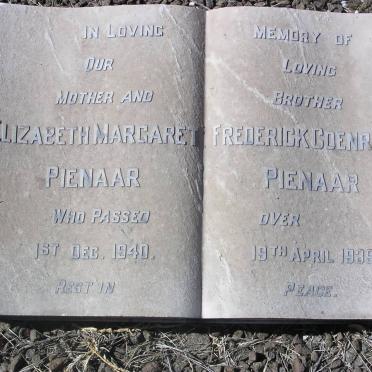 IN LOVING MEMORY OF
OUR LOVING
MOTHER AND BROTHER
ELIZABETH MARGARET FREDERICK
PIENAAR PIENAAR
WHO PASSED OVER
1ST DEC. 1940. 19TH APRIL
REST IN PEACE.